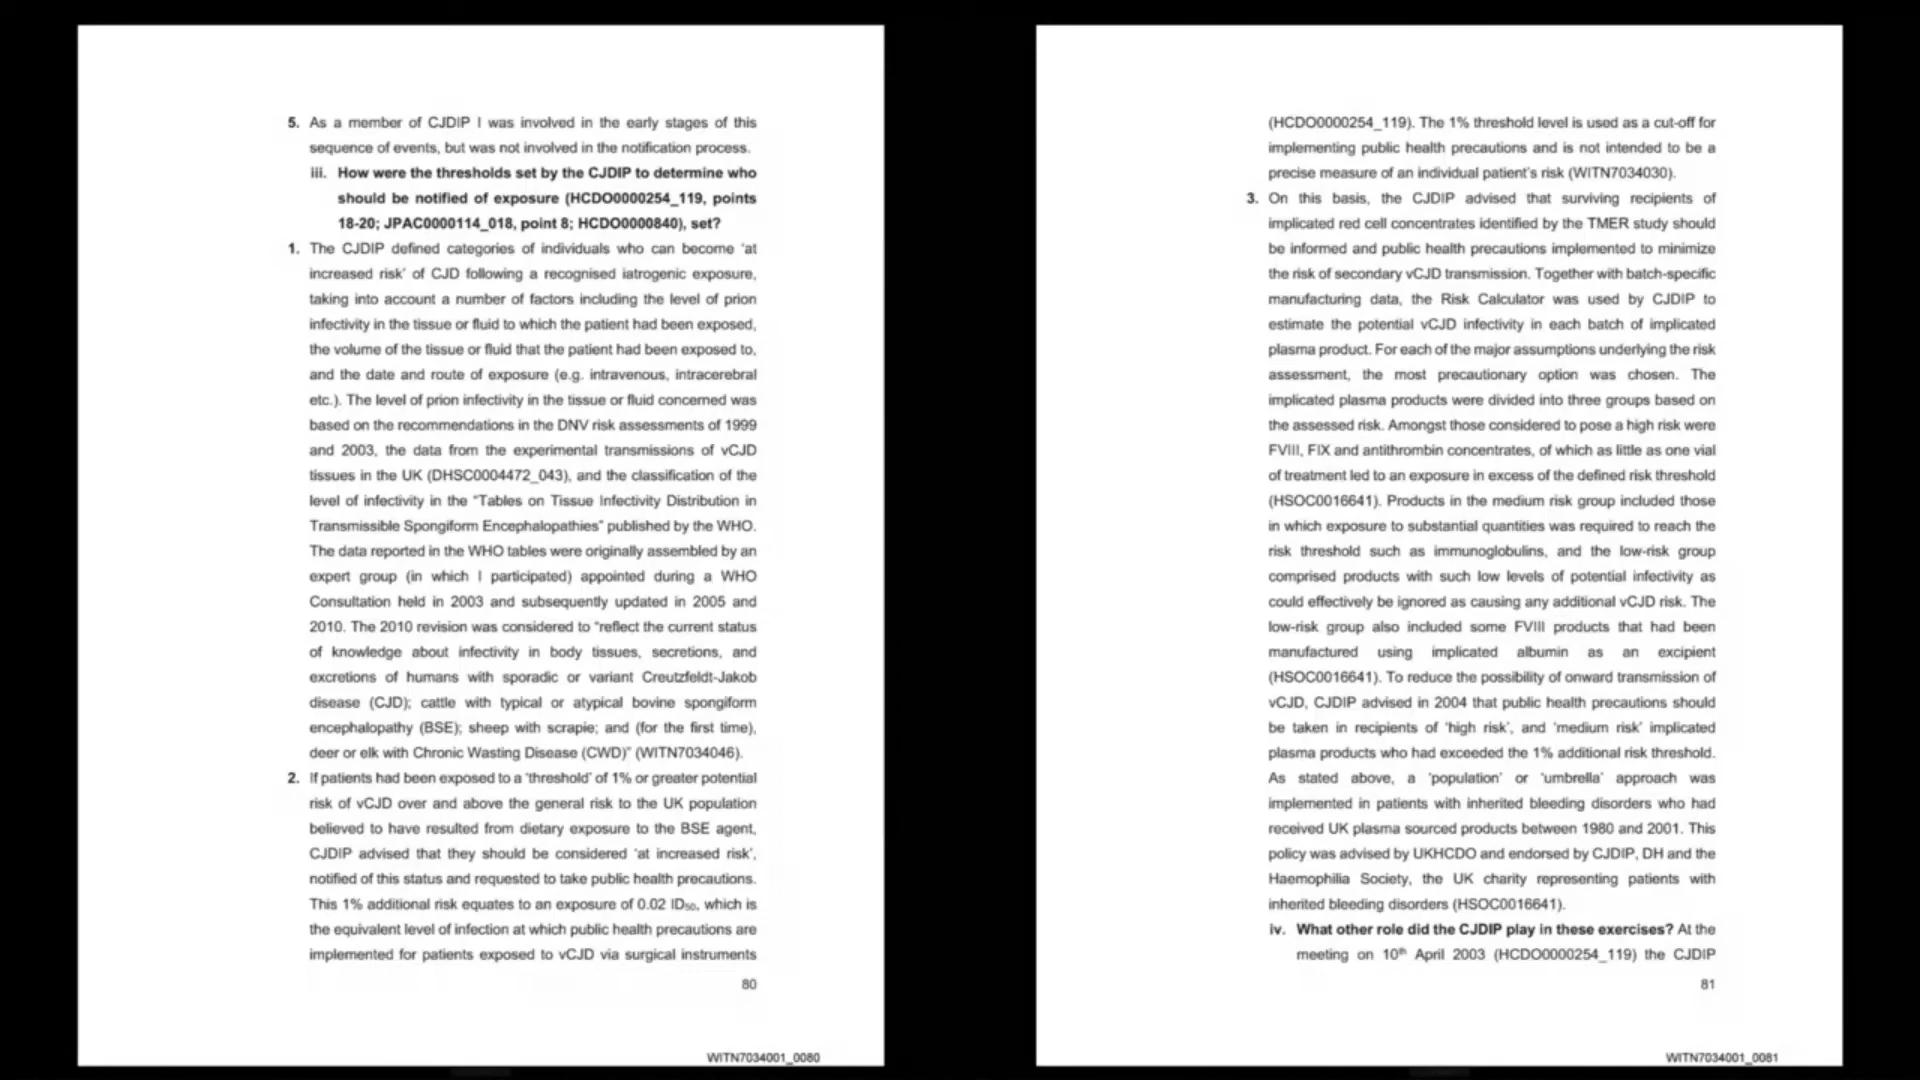 5. As a member of CJDIP I was involved in the early stages of this
sequence of events, but was not involved in the notification process.
iii. How were the thresholds set by the CJDIP to determine who
should be notified of exposure (HCDO0000254_119, points
18-20; JPAC0000114_018, point 8; HCDO0000840), set?
1. The CJDIP defined categories of individuals who can become 'at
increased risk' of CJD following a recognised iatrogenic exposure,
taking into account a number of factors including the level of prion
infectivity in the tissue or fluid to which the patient had been exposed,
the volume of the tissue or fluid that the patient had been exposed to,
and the date and route of exposure (e.g. intravenous, intracerebral
etc.). The level of prion infectivity in the tissue or fluid concerned was
based on the recommendations in the DNV risk assessments of 1999
and 2003, the data from the experimental transmissions of vCJD
tissues in the UK (DHSC0004472_043), and the classification of the
level of infectivity in the "Tables on Tissue Infectivity Distribution in
Transmissible Spongiform Encephalopathies" published by the WHO.
The data reported in the WHO tables were originally assembled by an
expert group (in which I participated) appointed during a WHO
Consultation held in 2003 and subsequently updated in 2005 and
2010. The 2010 revision was considered to "reflect the current status
of knowledge about infectivity in body tissues, secretions, and
excretions of humans with sporadic or variant Creutzfeldt-Jakob
disease (CJD); cattle with typical or atypical bovine spongiform
encephalopathy (BSE); sheep with scrapie; and (for the first time),
deer or elk with Chronic Wasting Disease (CWD)" (WITN7034046).
2. If patients had been exposed to a 'threshold' of 1% or greater potential
risk of vCJD over and above the general risk to the UK population
believed to have resulted from dietary exposure to the BSE agent,
CJDIP advised that they should be considered 'at increased risk',
notified of this status and requested to take public health precautions.
This 1% additional risk equates to an exposure of 0.02 ID50, which is
the equivalent level of infection at which public health precautions are
implemented for patients exposed to vCJD via surgical instruments
80
WITN7034001_0080
(HCDO0000254_119). The 1% threshold level is used as a cut-off for
implementing public health precautions and is not intended to be a
precise measure of an individual patient's risk (WITN7034030).
3. On this basis, the CJDIP advised that surviving recipients of
implicated red cell concentrates identified by the TMER study should
be informed and public health precautions implemented to minimize
the risk of secondary vCJD transmission. Together with batch-specific
manufacturing data, the Risk Calculator was used by CJDIP to
estimate the potential vCJD infectivity in each batch of implicated
plasma product. For each of the major assumptions underlying the risk
assessment, the most precautionary option was chosen. The
implicated plasma products were divided into three groups based on
the assessed risk. Amongst those considered to pose a high risk were
FVIII, FIX and antithrombin concentrates, of which as little as one vial
of treatment led to an exposure in excess of the defined risk threshold
(HSOC0016641). Products in the medium risk group included those
in which exposure to substantial quantities was required to reach the
risk threshold such as immunoglobulins, and the low-risk group
comprised products with such low levels of potential infectivity as
could effectively be ignored as causing any additional vCJD risk. The
low-risk group also included some FVIII products that had been
manufactured using implicated albumin as an excipient
(HSOC0016641). To reduce the possibility of onward transmission of
vCJD, CJDIP advised in 2004 that public health precautions should
be taken in recipients of 'high risk', and 'medium risk' implicated
plasma products who had exceeded the 1% additional risk threshold.
As stated above, a 'population' or 'umbrella' approach was
implemented in patients with inherited bleeding disorders who had
received UK plasma sourced products between 1980 and 2001. This
policy was advised by UKHCDO and endorsed by CJDIP, DH and the
Haemophilia Society, the UK charity representing patients with
inherited bleeding disorders (HSOC0016641).
iv. What other role did the CJDIP play in these exercises? At the
meeting on 10th April 2003 (HCDO0000254_119) the CJDIP
81
WITN7034001_0081